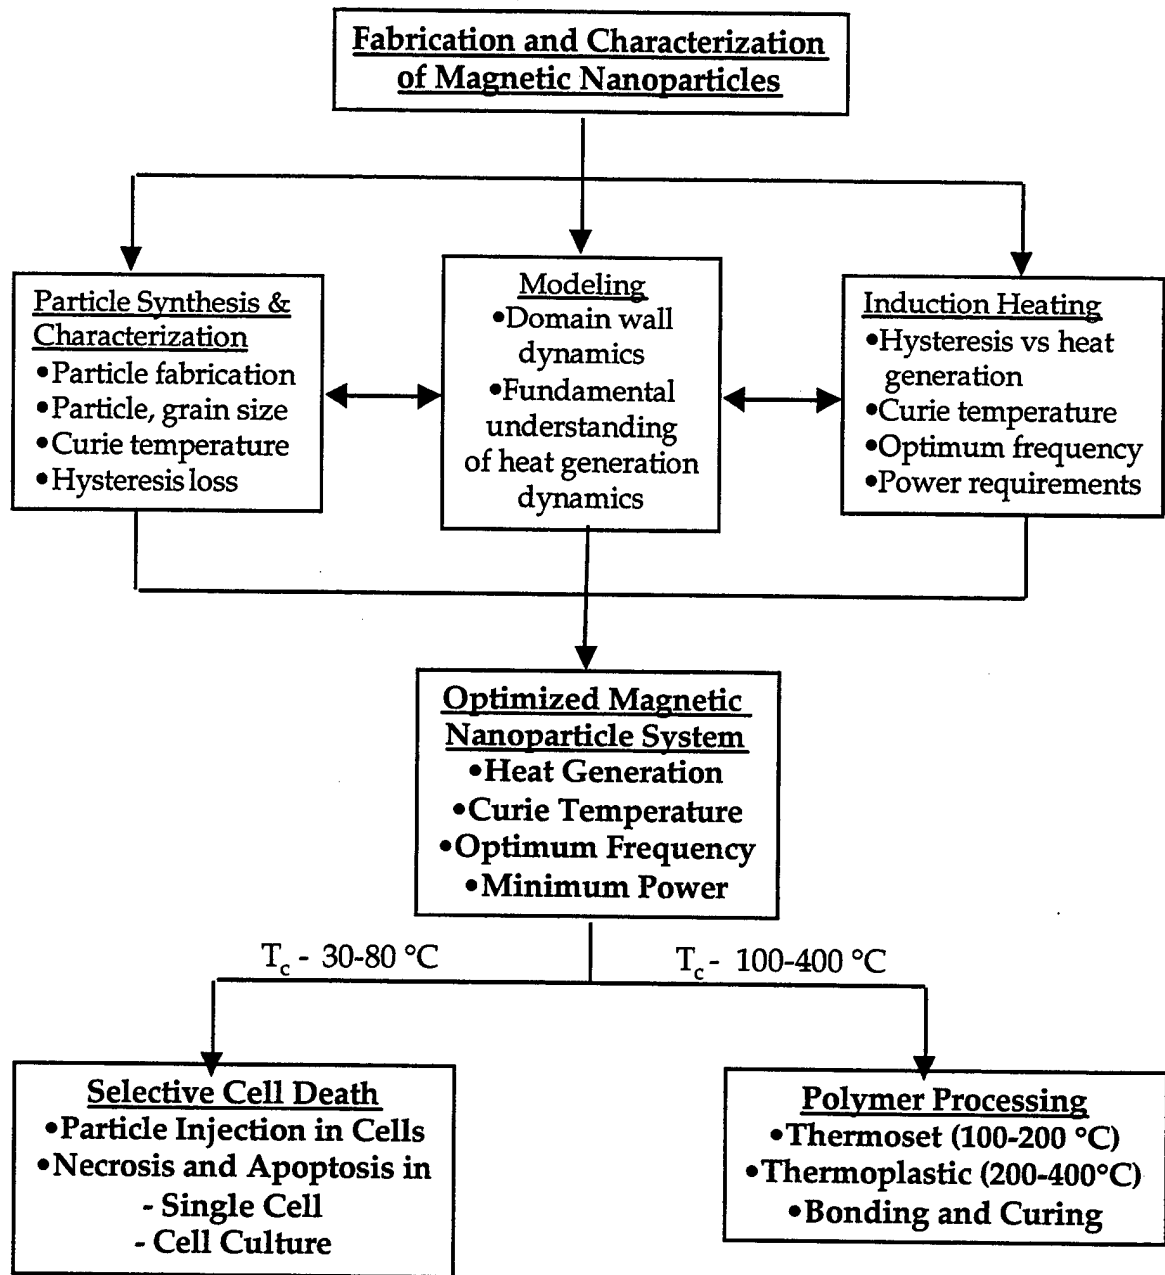 Fabrication and Characterization
of Magnetic Nanoparticles
Particle Synthesis &
Characterization
•Particle fabrication
•Particle, grain size
•Curie temperature
•Hysteresis loss
Modeling
•Domain wall
dynamics
•Fundamental
understanding
of heat generation
dynamics
Induction Heating
•Hysteresis vs heat
generation
•Curie temperature
•Optimum frequency
•Power requirements
Optimized Magnetic
Nanoparticle System
•Heat Generation
•Curie Temperature
•Optimum Frequency
•Minimum Power
Tc - 30-80 °C
Tc - 100-400 °C
Selective Cell Death
•Particle Injection in Cells
•Necrosis and Apoptosis in
- Single Cell
- Cell Culture
Polymer Processing
•Thermoset (100-200 °C)
•Thermoplastic (200-400°C)
•Bonding and Curing